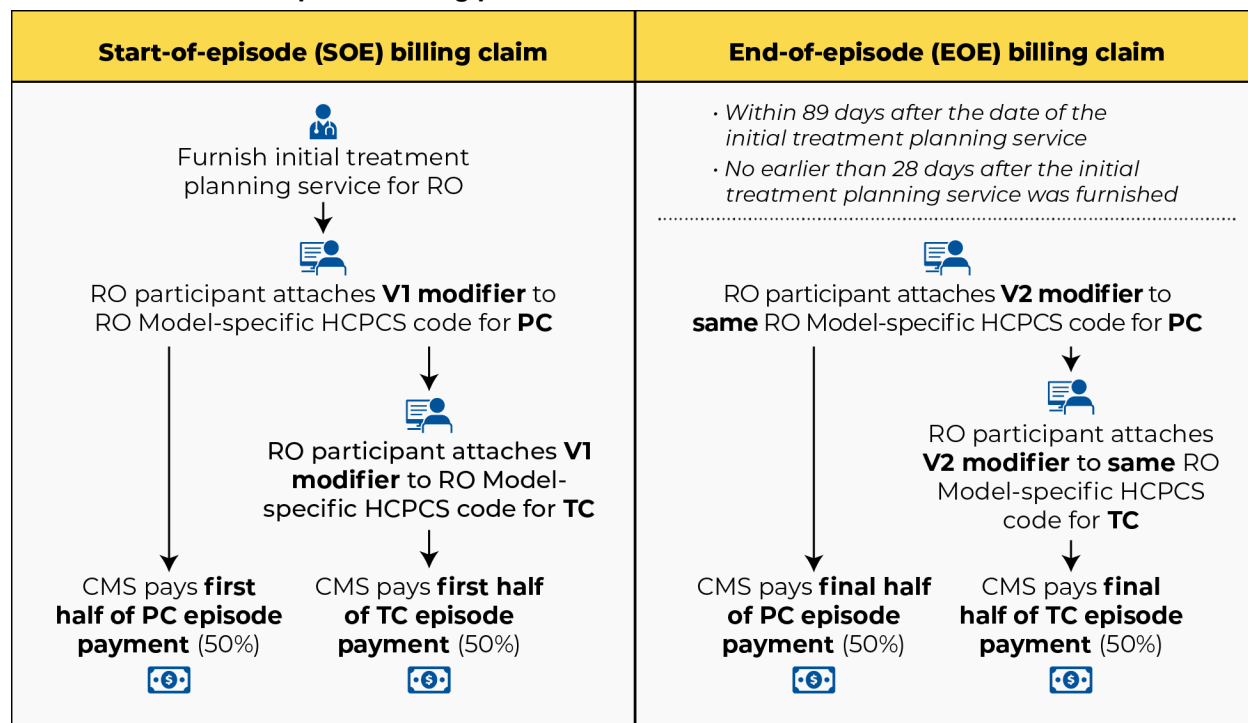 Start-of-episode (SOE) billing claim
Furnish initial treatment
planning service for RO
RO participant attaches V1 modifier to
RO Model-specific HCPCS code for PC
RO participant attaches V1
modifier to RO Model-
specific HCPCS code for TC
CMS pays first
half of PC episode
payment (50%)
CMS pays first half
of TC episode
payment (50%)
End-of-episode (EOE) billing claim
· Within 89 days after the date of the
initial treatment planning service
· No earlier than 28 days after the initial
treatment planning service was furnished
RO participant attaches V2 modifier to
same RO Model-specific HCPCS code for PC
RO participant attaches
V2 modifier to same RO
Model-specific HCPCS
code for TC
CMS pays final half
of PC episode
payment (50%)
CMS pays final
half of TC episode
payment (50%)